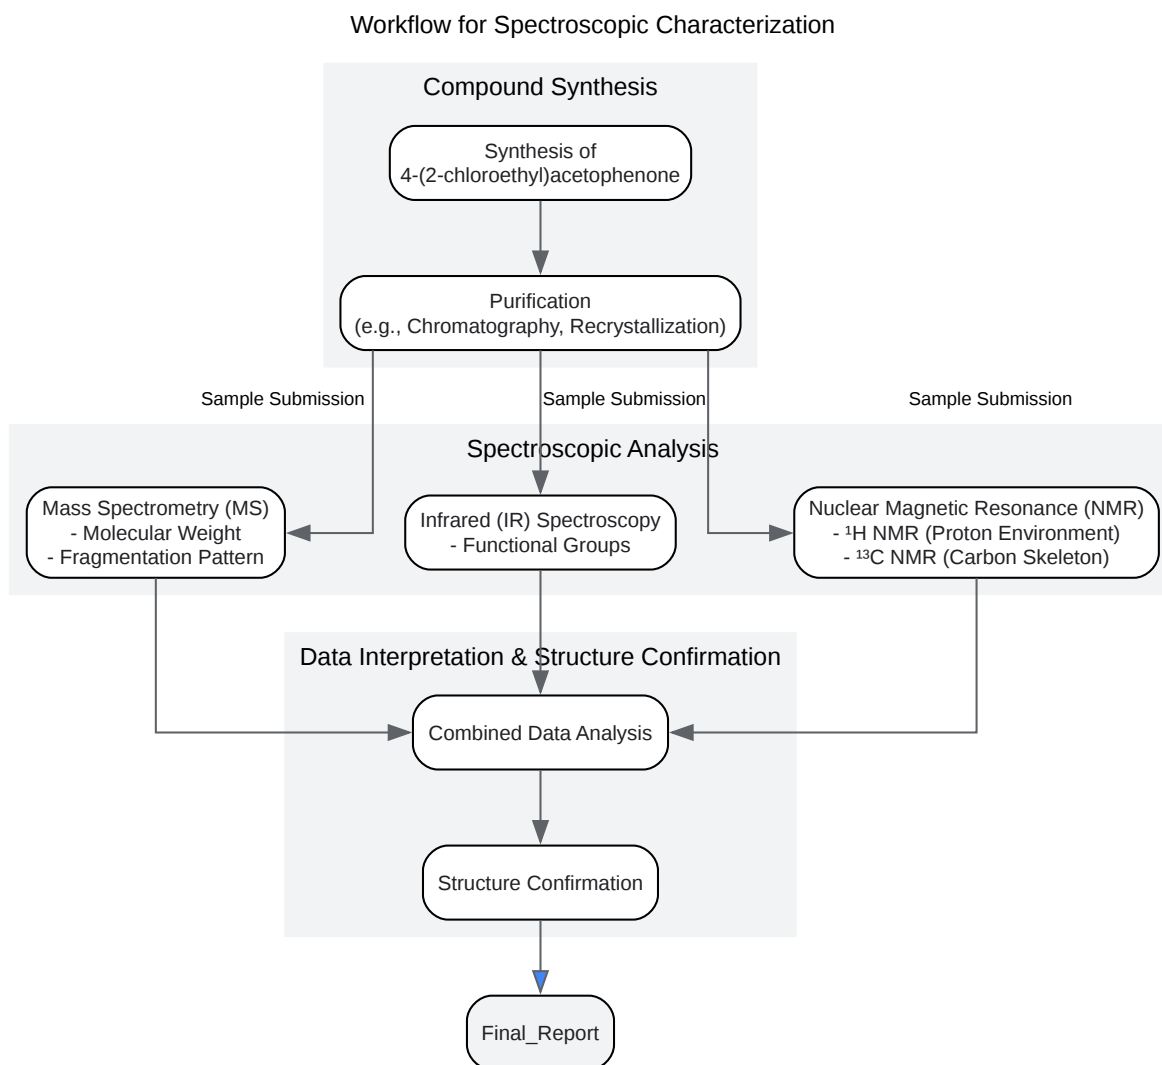 Workflow for Spectroscopic Characterization
Compound Synthesis
Synthesis of
4-(2-chloroethyl)acetophenone
Purification
(e.g., Chromatography, Recrystallization)
Sample Submission
Sample Submission
Sample Submission
Spectroscopic Analysis
Mass Spectrometry (MS)
- Molecular Weight
- Fragmentation Pattern
Infrared (IR) Spectroscopy
- Functional Groups
Nuclear Magnetic Resonance (NMR)
- ¹H NMR (Proton Environment)
- ¹³C NMR (Carbon Skeleton)
Data Interpretation & Structure Confirmation
Combined Data Analysis
Structure Confirmation
Final_Report